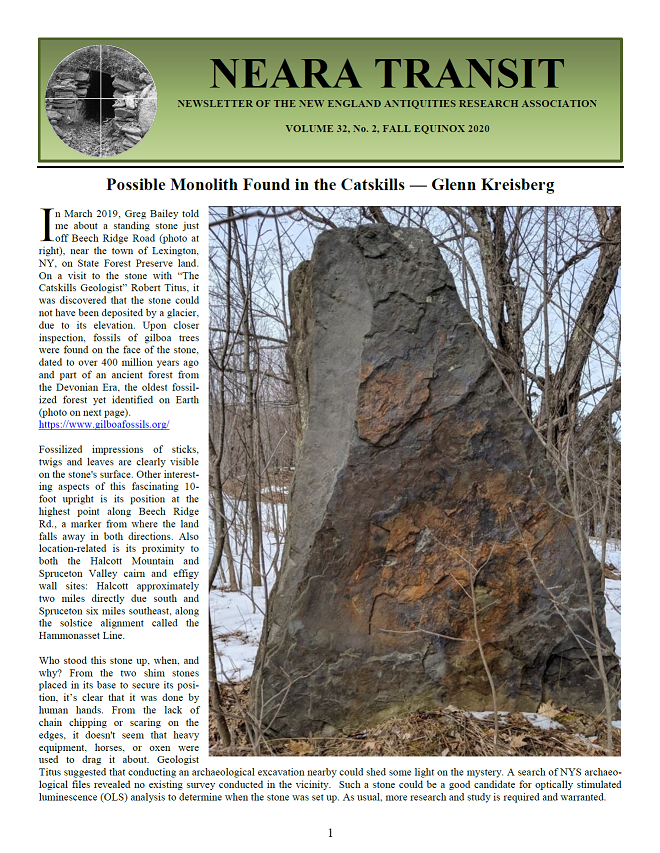 NEARA TRANSIT
NEWSLETTER OF THE NEW ENGLAND ANTIQUITIES RESEARCH ASSOCIATION
VOLUME 32, No. 2, FALL EQUINOX 2020
Possible Monolith Found in the Catskills — Glenn Kreisberg
In March 2019, Greg Bailey told
me about a standing stone just
off Beech Ridge Road (photo at
right), near the town of Lexington,
NY, on State Forest Preserve land.
On a visit to the stone with “The
Catskills Geologist” Robert Titus, it
was discovered that the stone could
not have been deposited by a glacier,
due to its elevation. Upon closer
inspection, fossils of gilboa trees
were found on the face of the stone,
dated to over 400 million years ago
and part of an ancient forest from
the Devonian Era, the oldest fossil-
ized forest yet identified on Earth
(photo on next page).
https://www.gilboafossils.org/
Fossilized impressions of sticks,
twigs and leaves are clearly visible
on the stone's surface. Other interest-
ing aspects of this fascinating 10-
foot upright is its position at the
highest point along Beech Ridge
Rd., a marker from where the land
falls away in both directions. Also
location-related is its proximity to
both the Halcott Mountain and
Spruceton Valley cairn and effigy
wall sites: Halcott approximately
two miles directly due south and
Spruceton six miles southeast, along
the solstice alignment called the
Hammonasset Line.
Who stood this stone up, when, and
why? From the two shim stones
placed in its base to secure its posi-
tion, it’s clear that it was done by
human hands. From the lack of
chain chipping or scaring on the
edges, it doesn't seem that heavy
equipment, horses, or oxen were
used to drag it about. Geologist
Titus suggested that conducting an archaeological excavation nearby could shed some light on the mystery. A search of NYS archaeo-
logical files revealed no existing survey conducted in the vicinity. Such a stone could be a good candidate for optically stimulated
luminescence (OLS) analysis to determine when the stone was set up. As usual, more research and study is required and warranted.
1